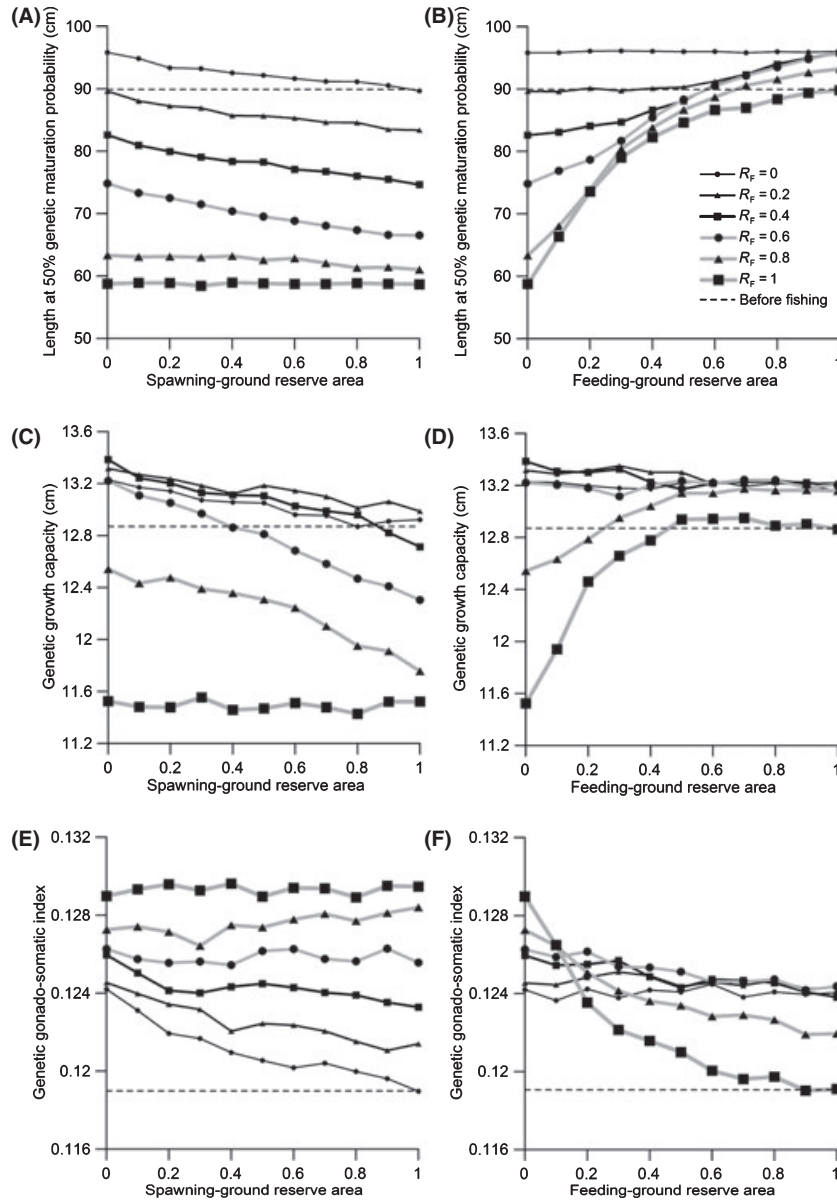 (A)
Length at 50% genetic maturation probability (cm)
100
90
80
70
60
50
0 0.2 0.4 0.6 0.8 1
Spawning-ground reserve area
(B)
Length at 50% genetic maturation probability (cm)
100
90
80
70
60
50
R_F = 0
R_F = 0.2
R_F = 0.4
R_F = 0.6
R_F = 0.8
R_F = 1
Before fishing
0 0.2 0.4 0.6 0.8 1
Feeding-ground reserve area
(C)
Genetic growth capacity (cm)
13.6
13.2
12.8
12.4
12
11.6
11.2
0 0.2 0.4 0.6 0.8 1
Spawning-ground reserve area
(D)
Genetic growth capacity (cm)
13.6
13.2
12.8
12.4
12
11.6
11.2
0 0.2 0.4 0.6 0.8 1
Feeding-ground reserve area
(E)
Genetic gonado-somatic index
0.132
0.128
0.124
0.12
0.116
0 0.2 0.4 0.6 0.8 1
Spawning-ground reserve area
(F)
Genetic gonado-somatic index
0.132
0.128
0.124
0.12
0.116
0 0.2 0.4 0.6 0.8 1
Feeding-ground reserve area